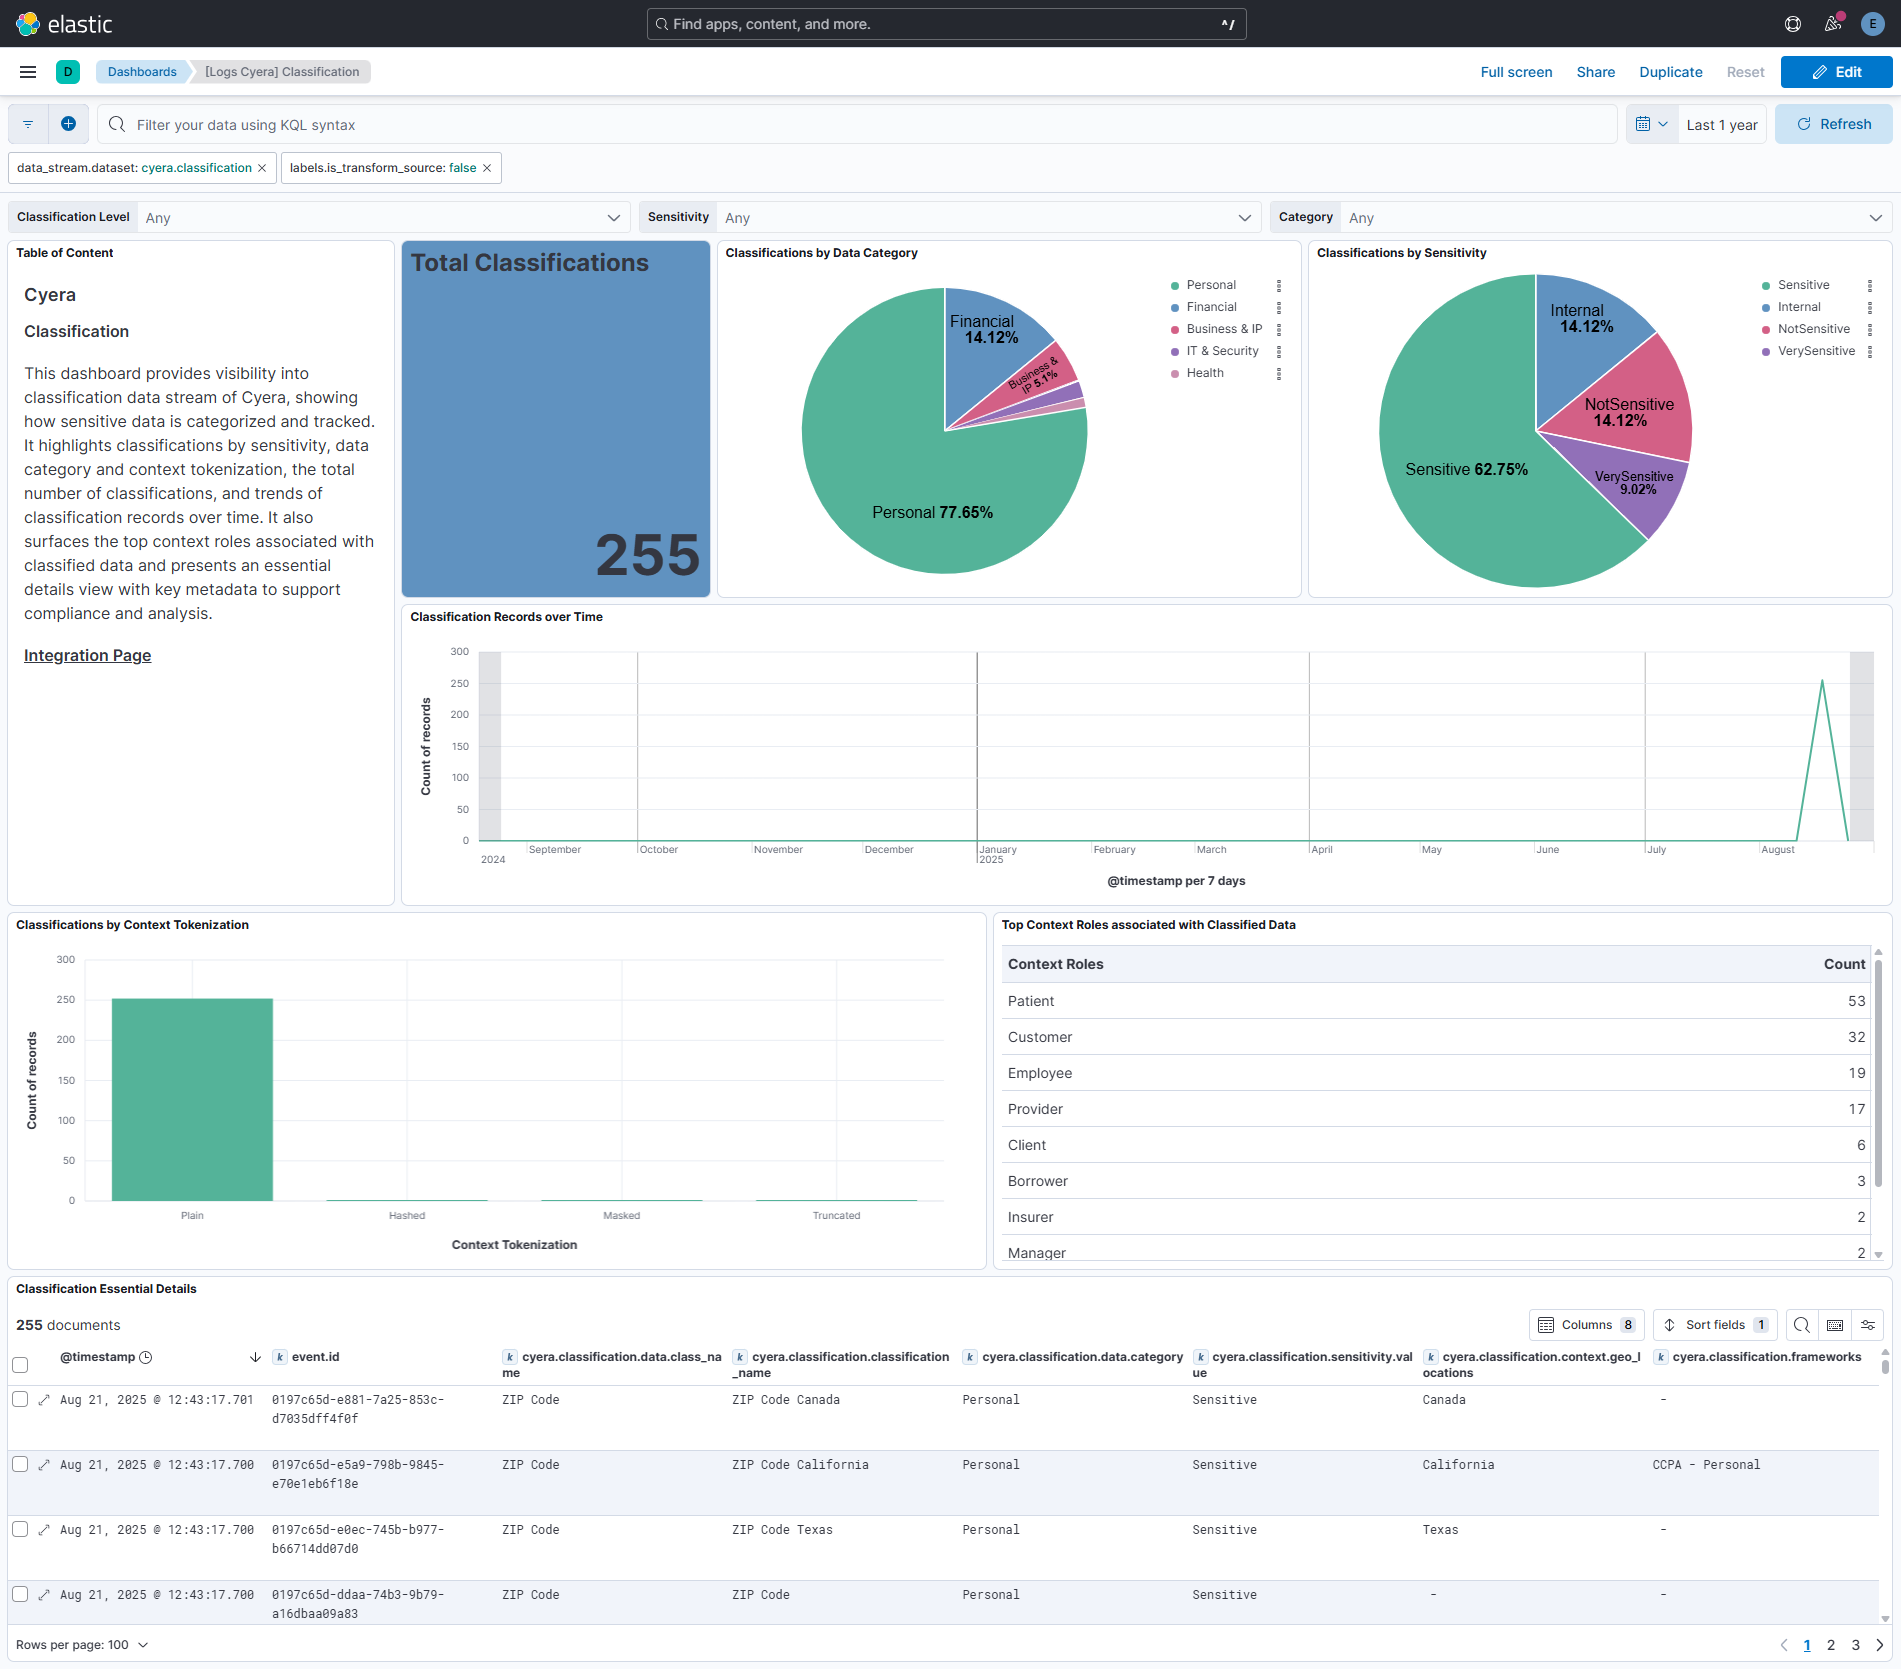 elastic
Find apps, content, and more.
^/
E
D
Dashboards
[Logs Cyera] Classification
Full screen
Share
Duplicate
Reset
Edit
Filter your data using KQL syntax
Last 1 year
Refresh
data_stream.dataset: cyera.classification
labels.is_transform_source: false
Classification Level Any
Sensitivity Any
Category Any
Table of Content
Cyera
Classification
This dashboard provides visibility into
classification data stream of Cyera, showing
how sensitive data is categorized and tracked.
It highlights classifications by sensitivity, data
category and context tokenization, the total
number of classifications, and trends of
classification records over time. It also
surfaces the top context roles associated with
classified data and presents an essential
details view with key metadata to support
compliance and analysis.
Integration Page
Total Classifications
255
Classifications by Data Category
Financial
14.12%
Business &
IP 5.1%
Personal 77.65%
Personal
Financial
Business & IP
IT & Security
Health
Classifications by Sensitivity
Internal
14.12%
NotSensitive
14.12%
VerySensitive
9.02%
Sensitive 62.75%
Sensitive
Internal
NotSensitive
VerySensitive
Classification Records over Time
Count of records
300
250
200
150
100
50
0
2024
September
October
November
December
January
2025
February
March
April
May
June
July
August
@timestamp per 7 days
Classifications by Context Tokenization
Count of records
300
250
200
150
100
50
0
Plain
Hashed
Masked
Truncated
Context Tokenization
Top Context Roles associated with Classified Data
Context Roles Count
Patient 53
Customer 32
Employee 19
Provider 17
Client 6
Borrower 3
Insurer 2
Manager 2
Classification Essential Details
255 documents
Columns 8
Sort fields 1
@timestamp
k event.id
k cyera.classification.data.class_na
me
k cyera.classification.classification
_name
k cyera.classification.data.category
k cyera.classification.sensitivity.val
ue
k cyera.classification.context.geo_l
ocations
k cyera.classification.frameworks
Aug 21, 2025 @ 12:43:17.701 0197c65d-e881-7a25-853c- ZIP Code ZIP Code Canada Personal Sensitive Canada -
d7035dff4f0f
Aug 21, 2025 @ 12:43:17.700 0197c65d-e5a9-798b-9845- ZIP Code ZIP Code California Personal Sensitive California CCPA - Personal
e70e1eb6f18e
Aug 21, 2025 @ 12:43:17.700 0197c65d-e0ec-745b-b977- ZIP Code ZIP Code Texas Personal Sensitive Texas -
b66714dd07d0
Aug 21, 2025 @ 12:43:17.700 0197c65d-ddaa-74b3-9b79- ZIP Code ZIP Code Personal Sensitive - -
a16dbaa09a83
Rows per page: 100
1 2 3